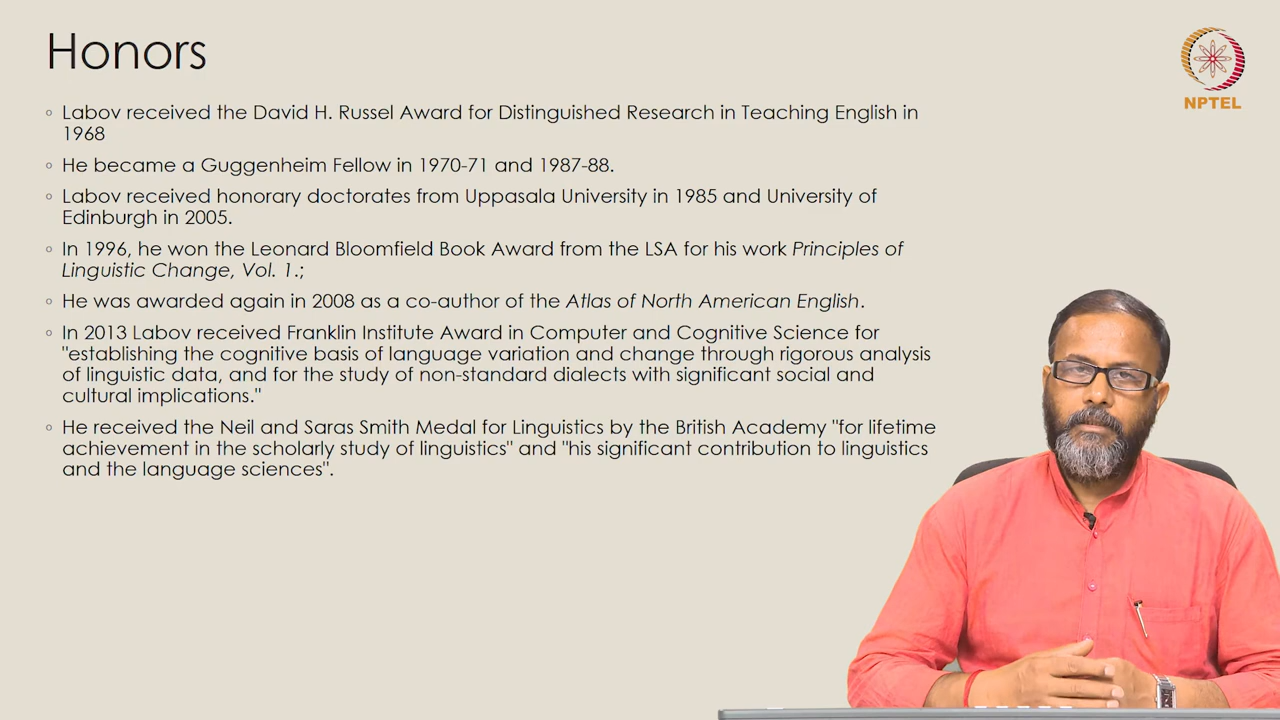 Honors
NPTEL
◦ Labov received the David H. Russel Award for Distinguished Research in Teaching English in
1968
◦ He became a Guggenheim Fellow in 1970-71 and 1987-88.
◦ Labov received honorary doctorates from Uppasala University in 1985 and University of
Edinburgh in 2005.
◦ In 1996, he won the Leonard Bloomfield Book Award from the LSA for his work Principles of
Linguistic Change, Vol. 1.;
◦ He was awarded again in 2008 as a co-author of the Atlas of North American English.
◦ In 2013 Labov received Franklin Institute Award in Computer and Cognitive Science for
"establishing the cognitive basis of language variation and change through rigorous analysis
of linguistic data, and for the study of non-standard dialects with significant social and
cultural implications."
◦ He received the Neil and Saras Smith Medal for Linguistics by the British Academy "for lifetime
achievement in the scholarly study of linguistics" and "his significant contribution to linguistics
and the language sciences".